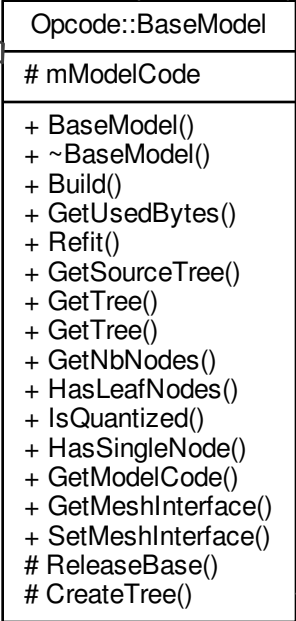 Opcode::BaseModel
# mModelCode
+ BaseModel()
+ ~BaseModel()
+ Build()
+ GetUsedBytes()
+ Refit()
+ GetSourceTree()
+ GetTree()
+ GetTree()
+ GetNbNodes()
+ HasLeafNodes()
+ IsQuantized()
+ HasSingleNode()
+ GetModelCode()
+ GetMeshInterface()
+ SetMeshInterface()
# ReleaseBase()
# CreateTree()